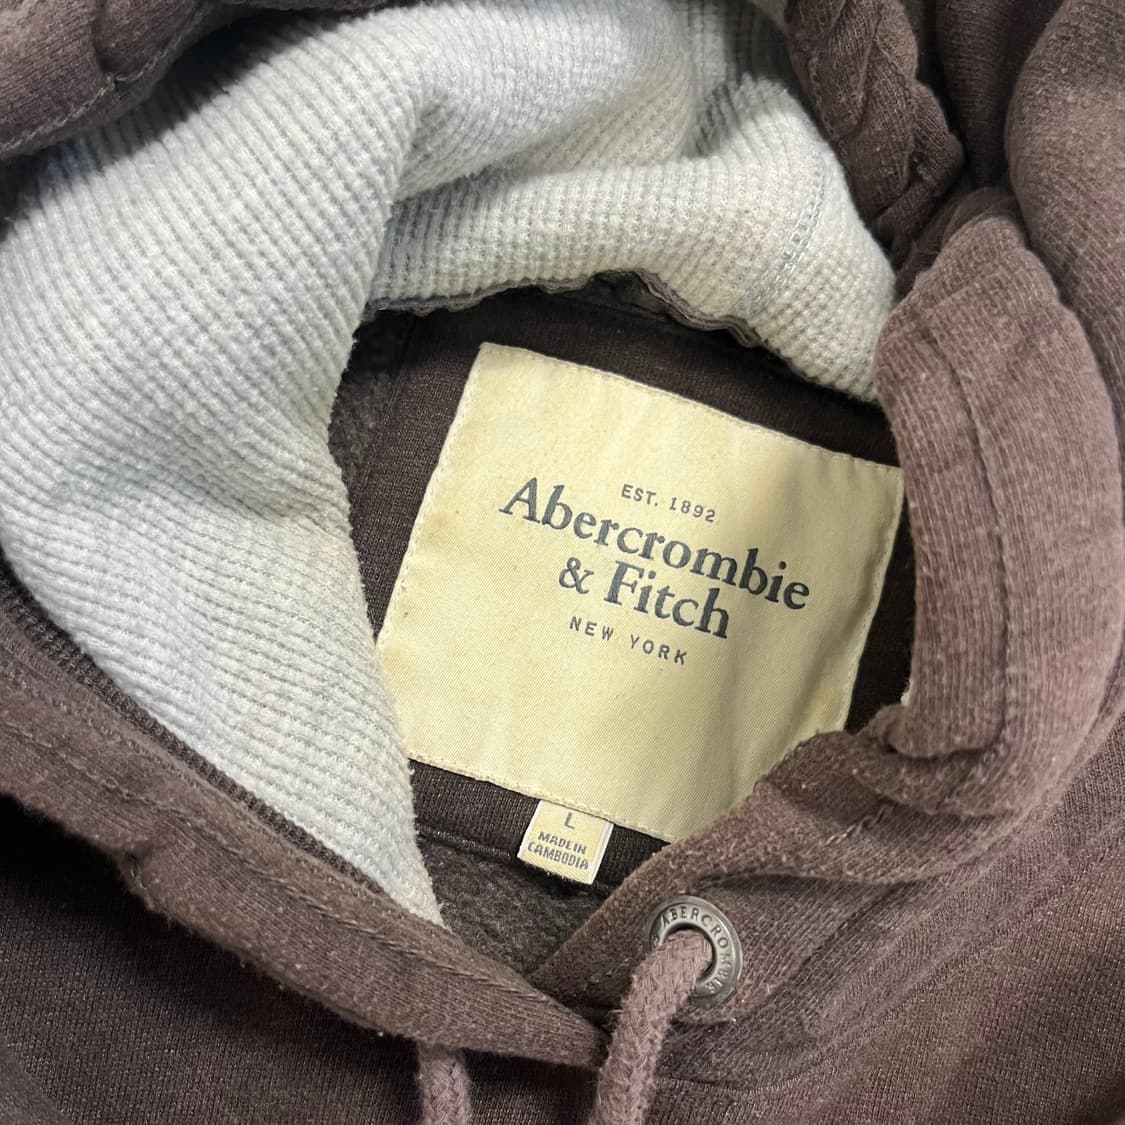 EST. 1892
Abercrombie
& Fitch
NEW YORK
L
MADE IN
CAMBODIA
ABERCROMBIE